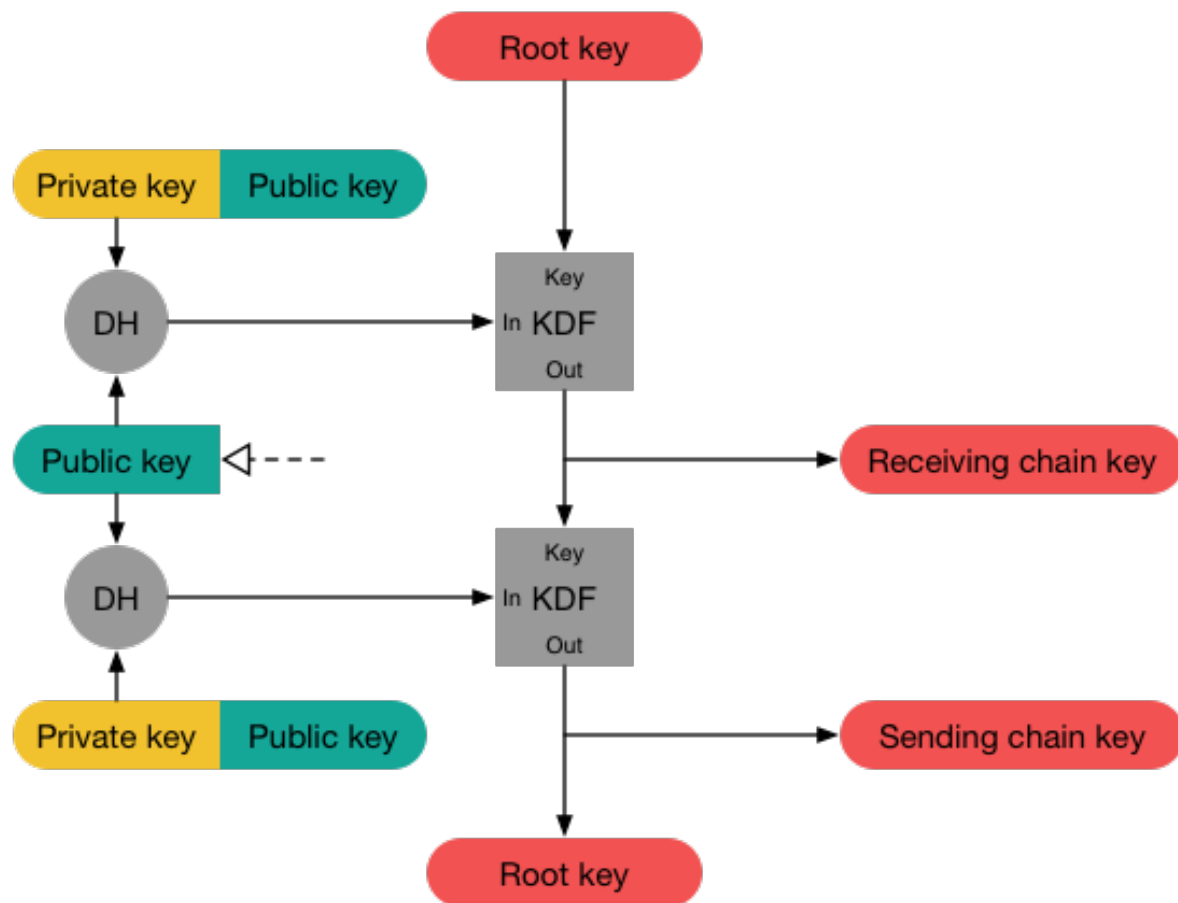 Root key
Private key Public key
Key
DH
In KDF
Out
Public key
Receiving chain key
Key
DH
In KDF
Out
Private key Public key
Sending chain key
Root key